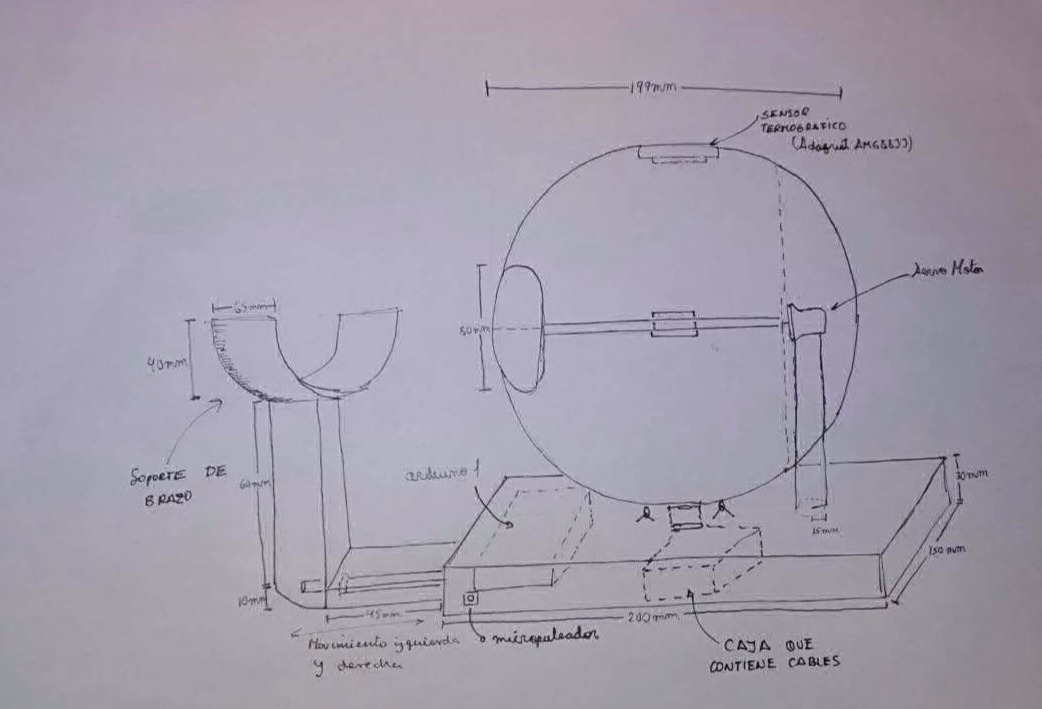 199mm
SENSOR
TERMOGRAFICO
(Adafruit AMG8833)
Servo Motor
80mm
65mm
40mm
SOPORTE DE
BRAZO
60mm
arduino 1
30mm
15mm
150 mm
10mm
45mm
200mm
Movimiento izquierda
y derecha
micropulsador
CAJA QUE
CONTIENE CABLES